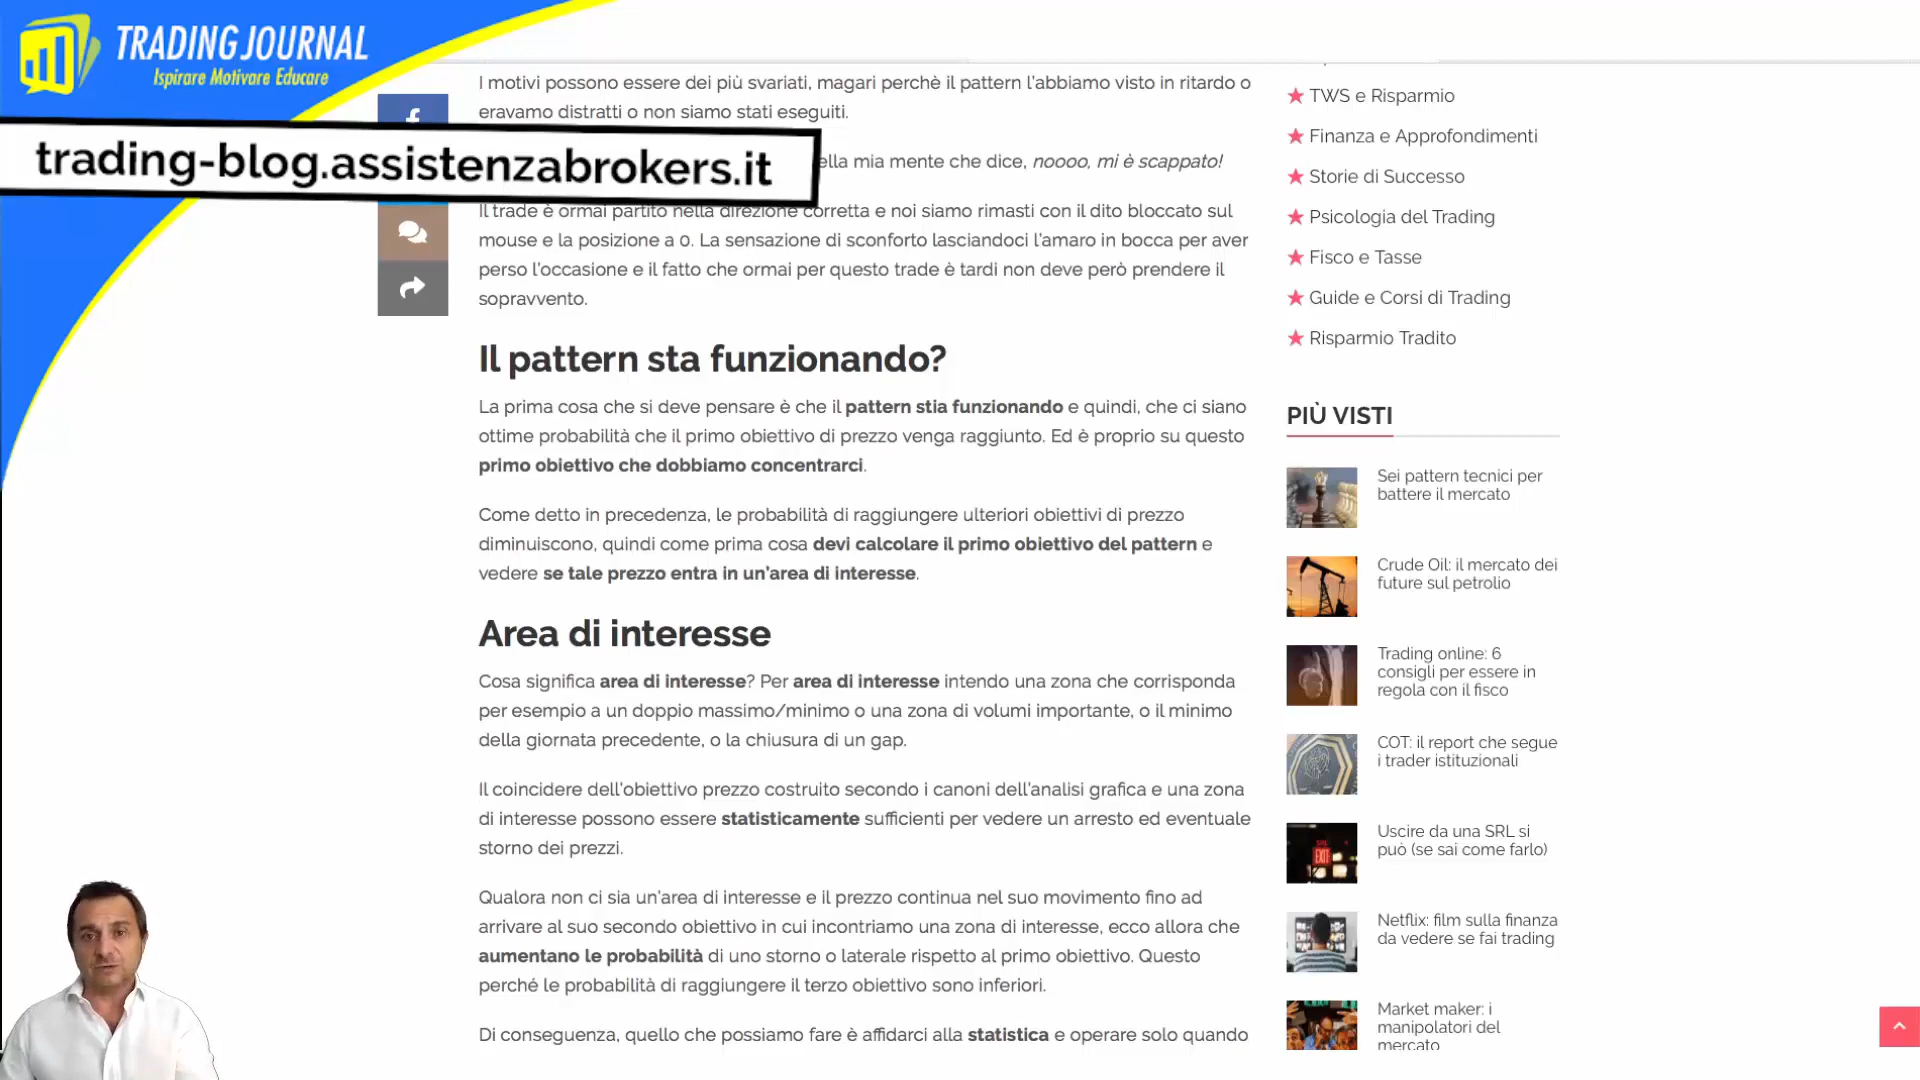 TRADING JOURNAL
Ispirare Motivare Educare
trading-blog.assistenzabrokers.it
I motivi possono essere dei più svariati, magari perchè il pattern l'abbiamo visto in ritardo o
eravamo distratti o non siamo stati eseguiti.
ella mia mente che dice, noooo, mi è scappato!
Il trade è ormai partito nella direzione corretta e noi siamo rimasti con il dito bloccato sul
mouse e la posizione a 0. La sensazione di sconforto lasciandoci l'amaro in bocca per aver
perso l'occasione e il fatto che ormai per questo trade è tardi non deve però prendere il
sopravvento.
Il pattern sta funzionando?
La prima cosa che si deve pensare è che il pattern stia funzionando e quindi, che ci siano
ottime probabilità che il primo obiettivo di prezzo venga raggiunto. Ed è proprio su questo
primo obiettivo che dobbiamo concentrarci.
Come detto in precedenza, le probabilità di raggiungere ulteriori obiettivi di prezzo
diminuiscono, quindi come prima cosa devi calcolare il primo obiettivo del pattern e
vedere se tale prezzo entra in un'area di interesse.
Area di interesse
Cosa significa area di interesse? Per area di interesse intendo una zona che corrisponda
per esempio a un doppio massimo/minimo o una zona di volumi importante, o il minimo
della giornata precedente, o la chiusura di un gap.
Il coincidere dell'obiettivo prezzo costruito secondo i canoni dell'analisi grafica e una zona
di interesse possono essere statisticamente sufficienti per vedere un arresto ed eventuale
storno dei prezzi.
Qualora non ci sia un'area di interesse e il prezzo continua nel suo movimento fino ad
arrivare al suo secondo obiettivo in cui incontriamo una zona di interesse, ecco allora che
aumentano le probabilità di uno storno o laterale rispetto al primo obiettivo. Questo
perché le probabilità di raggiungere il terzo obiettivo sono inferiori.
Di conseguenza, quello che possiamo fare è affidarci alla statistica e operare solo quando
TWS e Risparmio
Finanza e Approfondimenti
Storie di Successo
Psicologia del Trading
Fisco e Tasse
Guide e Corsi di Trading
Risparmio Tradito
PIÙ VISTI
Sei pattern tecnici per
battere il mercato
Crude Oil: il mercato dei
future sul petrolio
Trading online: 6
consigli per essere in
regola con il fisco
COT: il report che segue
i trader istituzionali
EXIT
Uscire da una SRL si
può (se sai come farlo)
Netflix: film sulla finanza
da vedere se fai trading
Market maker: i
manipolatori del
mercato